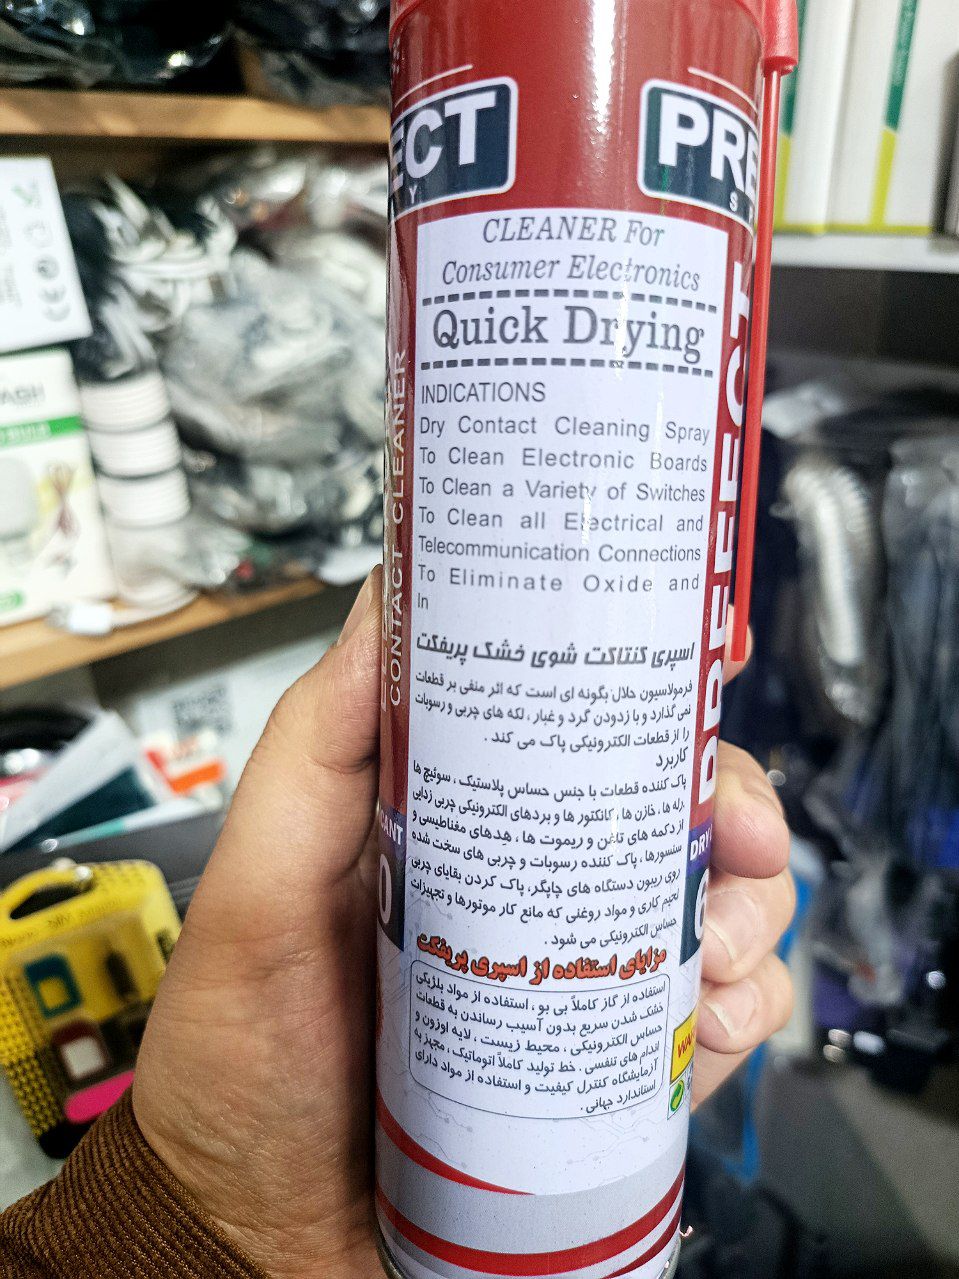 ECT
PRE
CLEANER For
Consumer Electronics
Quick Drying
INDICATIONS
Dry Contact Cleaning Spray
To Clean Electronic Boards
To Clean a Variety of Switches
To Clean all Electrical and
Telecommunication Connections
To Eliminate Oxide and
In
اسپری کنتاکت شوی خشک پریفکت
فرمولاسیون حلال بگونه ای است که اثر منفی بر قطعات
نمی گذارد و با زدودن گرد و غبار ، لکه های چربی و رسوبات
را از قطعات الکترونیکی پاک می کند .
کاربرد
پاک کننده قطعات با جنس حساس پلاستیک ، سوئیچ ها
رله ها ، خازن ها ، کانکتور ها و بردهای الکترونیکی چربی زدایی
از دکمه های تلفن و ریموت ها ، هدهای مغناطیسی و
سنسورها ، پاک کننده رسوبات و چربی های سخت شده
روی ریبون دستگاه های چاپگر، پاک کردن بقایای چربی
لحیم کاری و مواد روغنی که مانع کار موتورها و تجهیزات
حساس الکترونیکی می شود .
مزایای استفاده از اسپری پریفکت
استفاده از گاز کاملاً بی بو ، استفاده از مواد بلژیکی
خشک شدن سریع بدون آسیب رساندن به قطعات
حساس الکترونیکی ، محیط زیست ، لایه اوزون و
اندام های تنفسی . خط تولید کاملاً اتوماتیک ، مجهز به
آزمایشگاه کنترل کیفیت و استفاده از مواد دارای
استاندارد جهانی .
CONTACT CLEANER
DRY